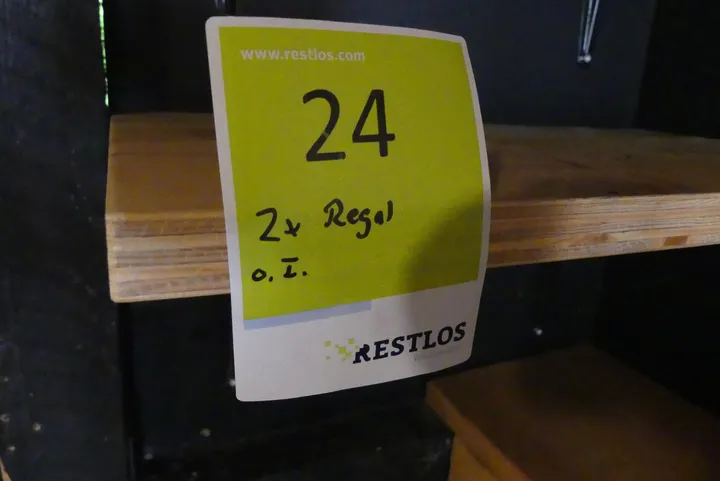 www.restlos.com
24
2x Regal
o. I.
RESTLOS